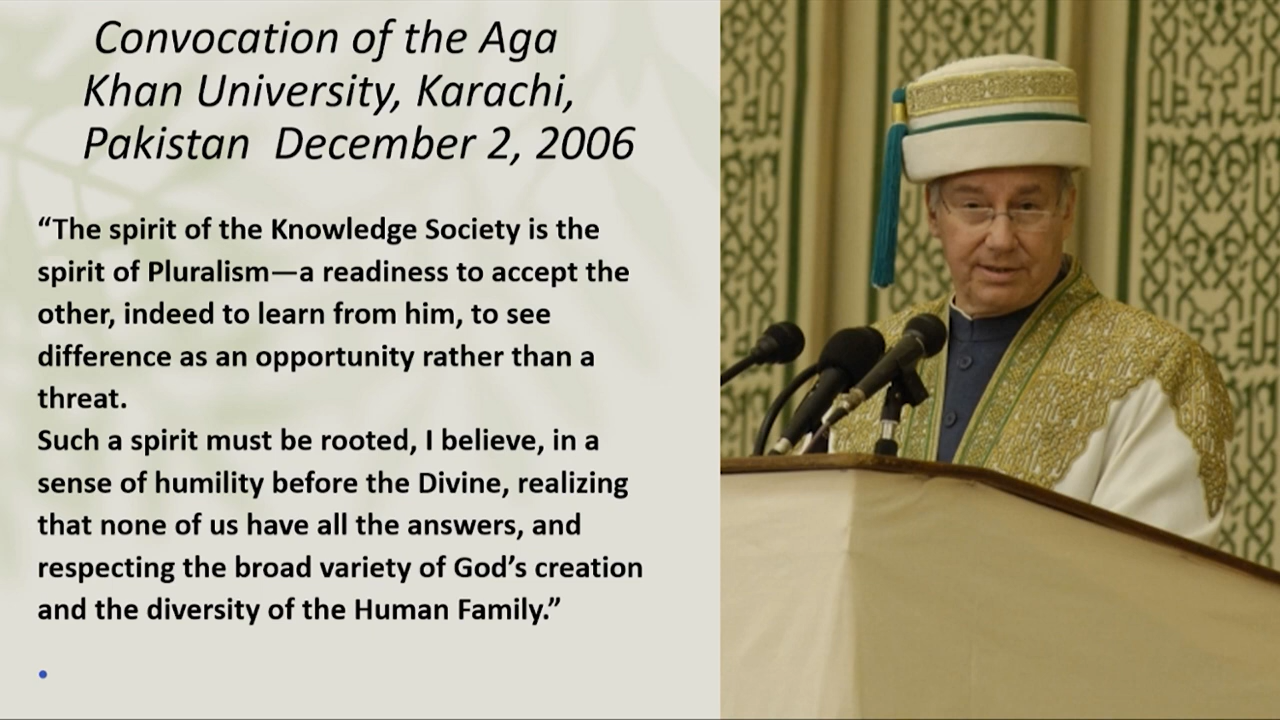 Convocation of the Aga
Khan University, Karachi,
Pakistan December 2, 2006
“The spirit of the Knowledge Society is the
spirit of Pluralism—a readiness to accept the
other, indeed to learn from him, to see
difference as an opportunity rather than a
threat.
Such a spirit must be rooted, I believe, in a
sense of humility before the Divine, realizing
that none of us have all the answers, and
respecting the broad variety of God’s creation
and the diversity of the Human Family.”